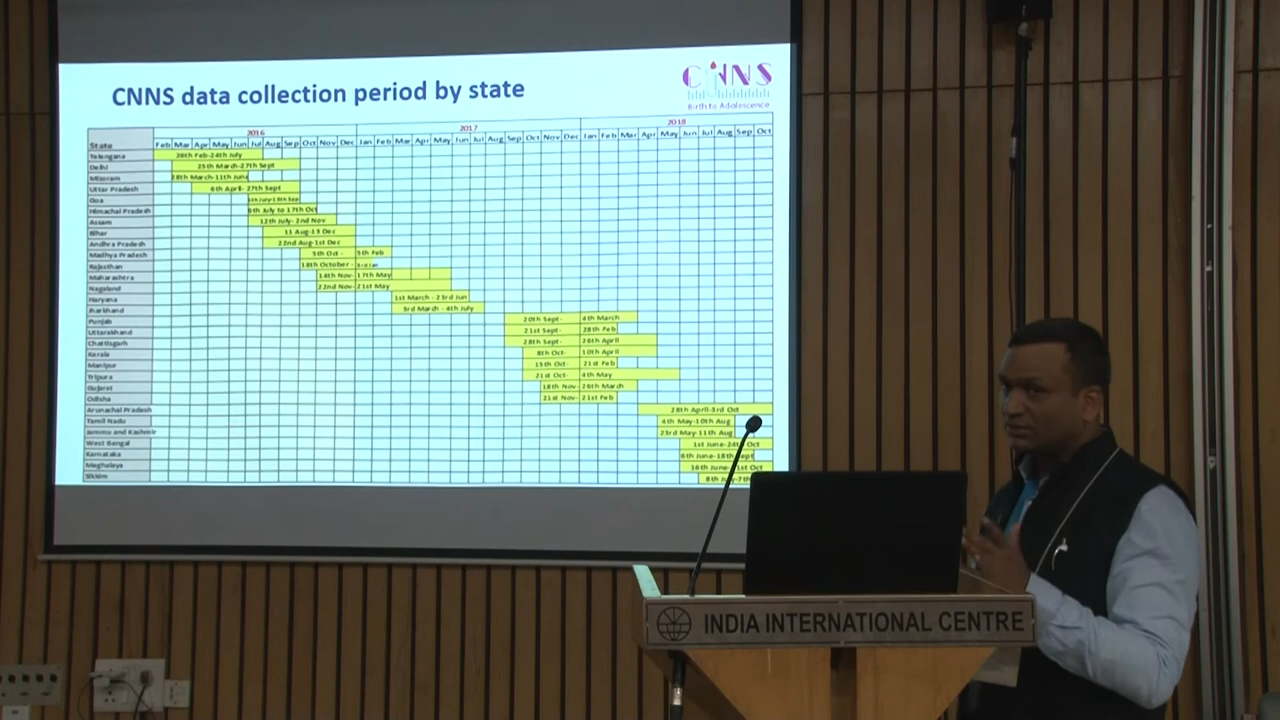 CNNS data collection period by state
CNNS
Birth to Adolescence
2016 2017 2018
State Feb Mar Apr May Jun Jul Aug Sep Oct Nov Dec Jan Feb Mar Apr May Jun Jul Aug Sep Oct Nov Dec Jan Feb Mar Apr May Jun Jul Aug Sep Oct
Telengana 26th Feb-24th July
Delhi 25th March-27th Sept
Mizoram 28th March-11th June
Uttar Pradesh 6th April- 27th Sept
Goa
Himachal Pradesh 6th July to 17th Oct
Assam 12th July- 2nd Nov
Bihar 11 Aug-13 Dec
Andhra Pradesh 22nd Aug-1st Dec
Madhya Pradesh 5th Oct - 5th Feb
Rajasthan 18th October -
Maharashtra 14th Nov- 17th May
Nagaland 22nd Nov- 21st May
Haryana 1st March - 23rd Jun
Jharkhand 3rd March - 4th July
Punjab 20th Sept- 4th March
Uttarakhand 21st Sept- 28th Feb
Chattisgarh 28th Sept- 26th April
Kerala 8th Oct- 10th April
Manipur 15th Oct- 21st Feb
Tripura 21st Oct- 4th May
Gujarat 18th Nov- 26th March
Odisha 21st Nov- 21st Feb
Arunachal Pradesh 28th April-3rd Oct
Tamil Nadu 4th May-10th Aug
Jammu and Kashmir 23rd May-11th Aug
West Bengal 1st June- Oct
Karnataka 6th June-18th Sept
Meghalaya 16th June- Oct
Sikkim 8th
INDIA INTERNATIONAL CENTRE